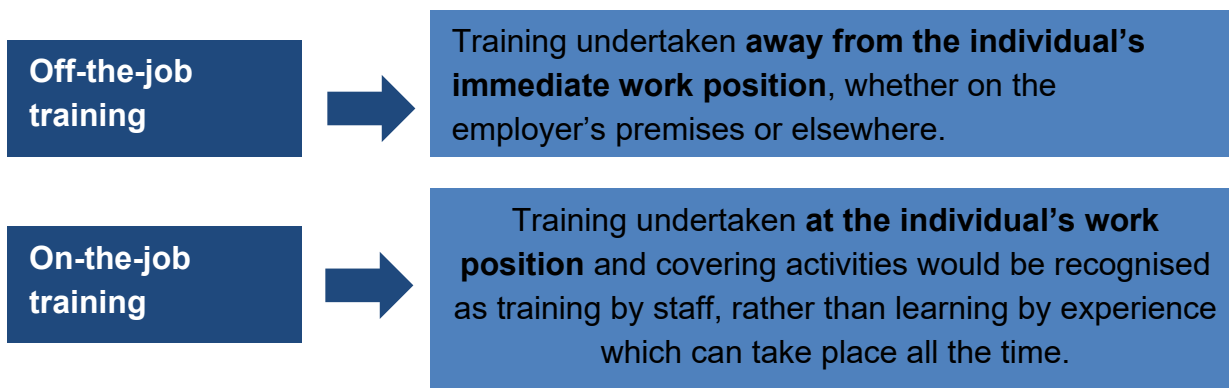 Off-the-job
training
Training undertaken away from the individual’s
immediate work position, whether on the
employer’s premises or elsewhere.
On-the-job
training
Training undertaken at the individual’s work
position and covering activities would be recognised
as training by staff, rather than learning by experience
which can take place all the time.